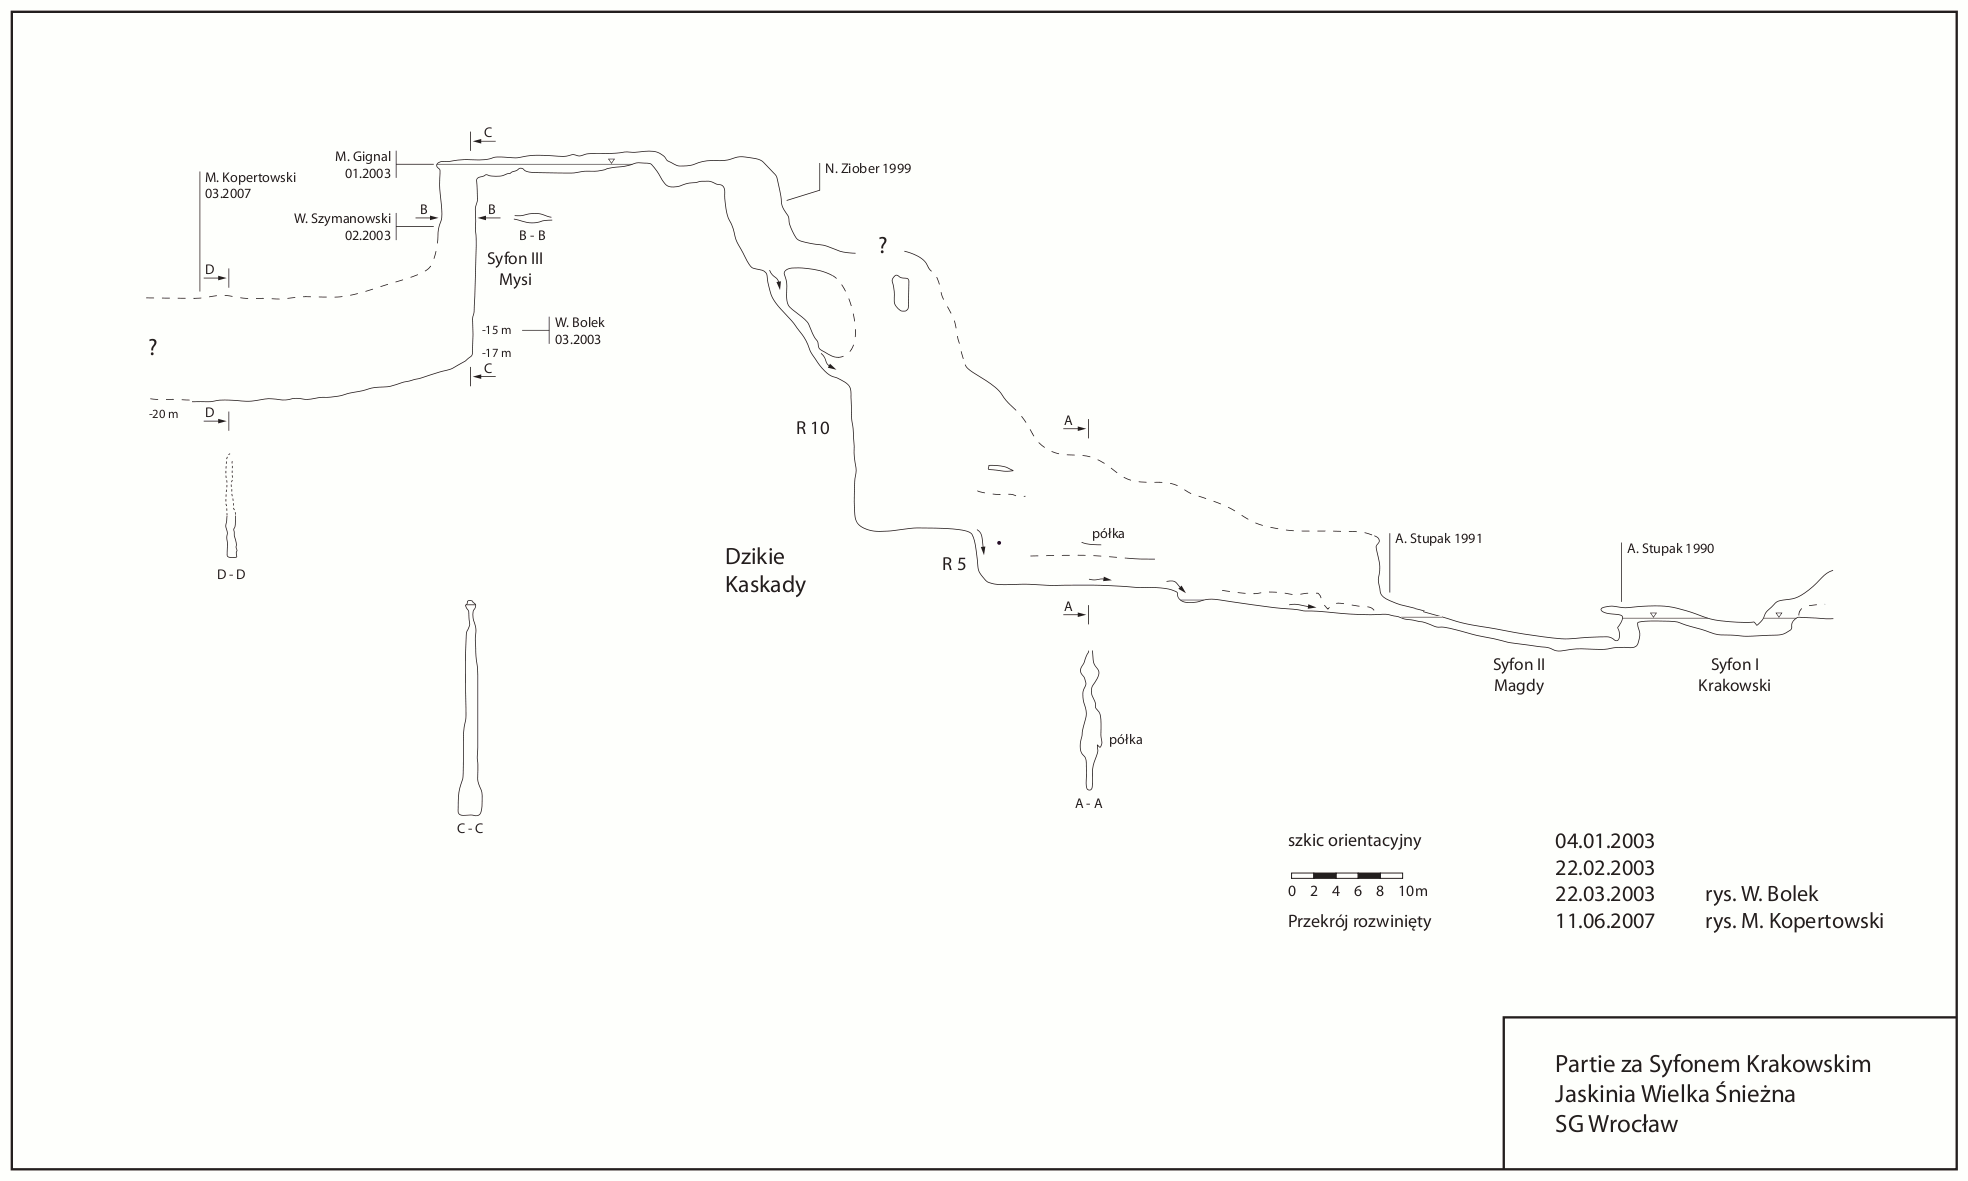 C
M. Gignal
01.2003
M. Kopertowski
03.2007
N. Ziober 1999
B
B
W. Szymanowski
02.2003
B - B
?
Syfon III
Mysi
D
-15 m
W. Bolek
03.2003
?
-17 m
C
-20 m
D
R 10
A
półka
A. Stupak 1991
A. Stupak 1990
Dzikie
Kaskady
R 5
D - D
A
Syfon II
Magdy
Syfon I
Krakowski
półka
A - A
C - C
szkic orientacyjny
0 2 4 6 8 10m
Przekrój rozwinięty
04.01.2003
22.02.2003
22.03.2003 rys. W. Bolek
11.06.2007 rys. M. Kopertowski
Partie za Syfonem Krakowskim
Jaskinia Wielka Śnieżna
SG Wrocław